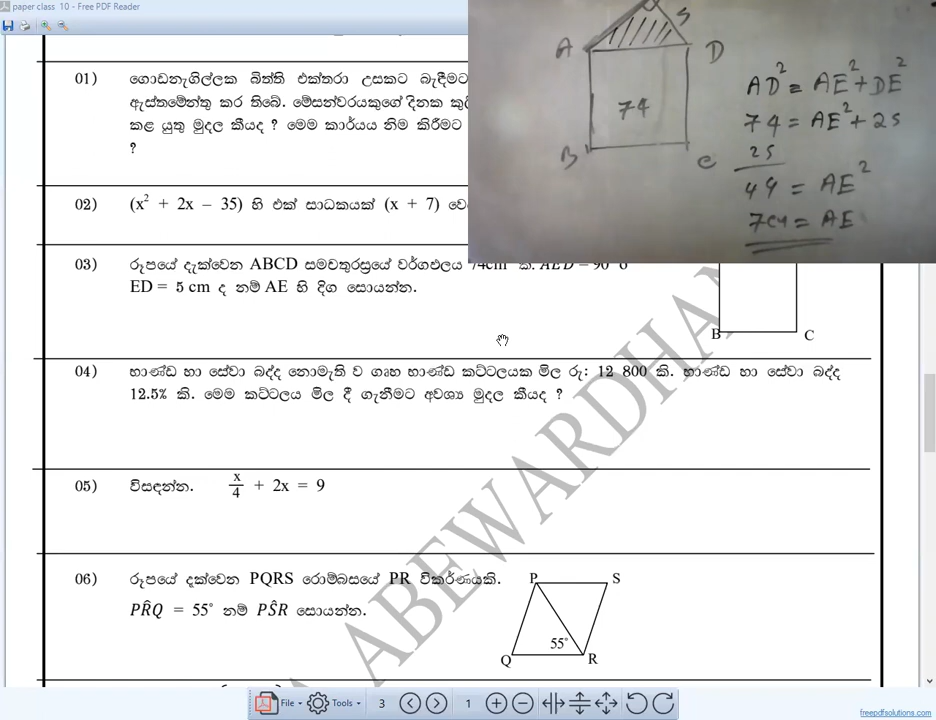 paper class 10 - Free PDF Reader
01) ගොඩනැගිල්ලක බිත්ති එක්තරා උසකට බැඳීමට
ඇස්තමේන්තු කර තිබේ. මේසන්වරයකුගේ දිනක
කළ යුතු මුදල කීයද ? මෙම කාර්යය නිම කිරීමට
?
02) (x² + 2x – 35) හි එක් සාධකයක් (x + 7)
03) රූපයේ දැක්වෙන ABCD සමචතුරස්‍රයේ වර්ගඵලය 74cm කි. AED = 90° ද
ED = 5 cm ද නම් AE හි දිග සොයන්න.
B C
04) භාණ්ඩ හා සේවා බද්ද නොමැති ව ගෘහ භාණ්ඩ කට්ටලයක මිල රු: 12 800 කි. භාණ්ඩ හා සේවා බද්ද
12.5% කි. මෙම කට්ටලය මිල දී ගැනීමට අවශ්‍ය මුදල කීයද ?
05) විසඳන්න. x/4 + 2x = 9
06) රූපයේ දැක්වෙන PQRS රොම්බසයේ PR විකර්ණයකි.
PR̂Q = 55° නම් PŜR සොයන්න.
P S
55°
Q R
A 5 D
74
B C
AD² = AE² + DE²
74 = AE² + 25
25
49 = AE²
7cm = AE
ABEWARDHAN
File Tools 3 1
freepdfsolutions.com